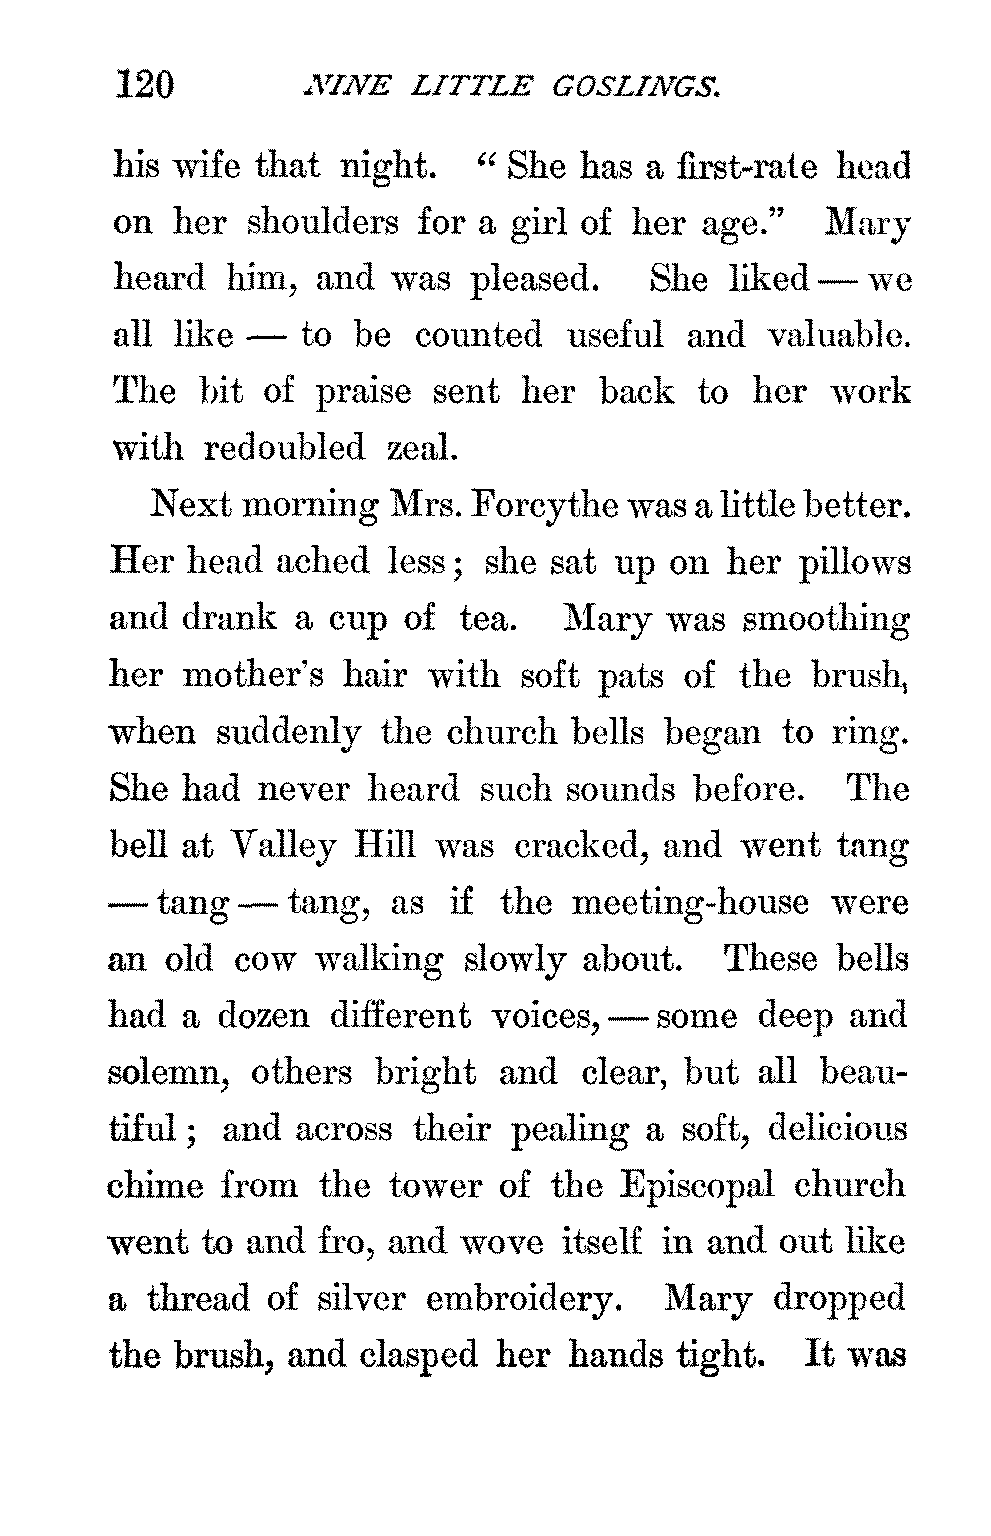 120 NINE LITTLE GOSLINGS.
his wife that night. “ She has a first-rate head
on her shoulders for a girl of her age.” Mary
heard him, and was pleased. She liked — we
all like — to be counted useful and valuable.
The bit of praise sent her back to her work
with redoubled zeal.
Next morning Mrs. Forcythe was a little better.
Her head ached less ; she sat up on her pillows
and drank a cup of tea. Mary was smoothing
her mother’s hair with soft pats of the brush,
when suddenly the church bells began to ring.
She had never heard such sounds before. The
bell at Valley Hill was cracked, and went tang
— tang — tang, as if the meeting-house were
an old cow walking slowly about. These bells
had a dozen different voices, — some deep and
solemn, others bright and clear, but all beau-
tiful ; and across their pealing a soft, delicious
chime from the tower of the Episcopal church
went to and fro, and wove itself in and out like
a thread of silver embroidery. Mary dropped
the brush, and clasped her hands tight. It was